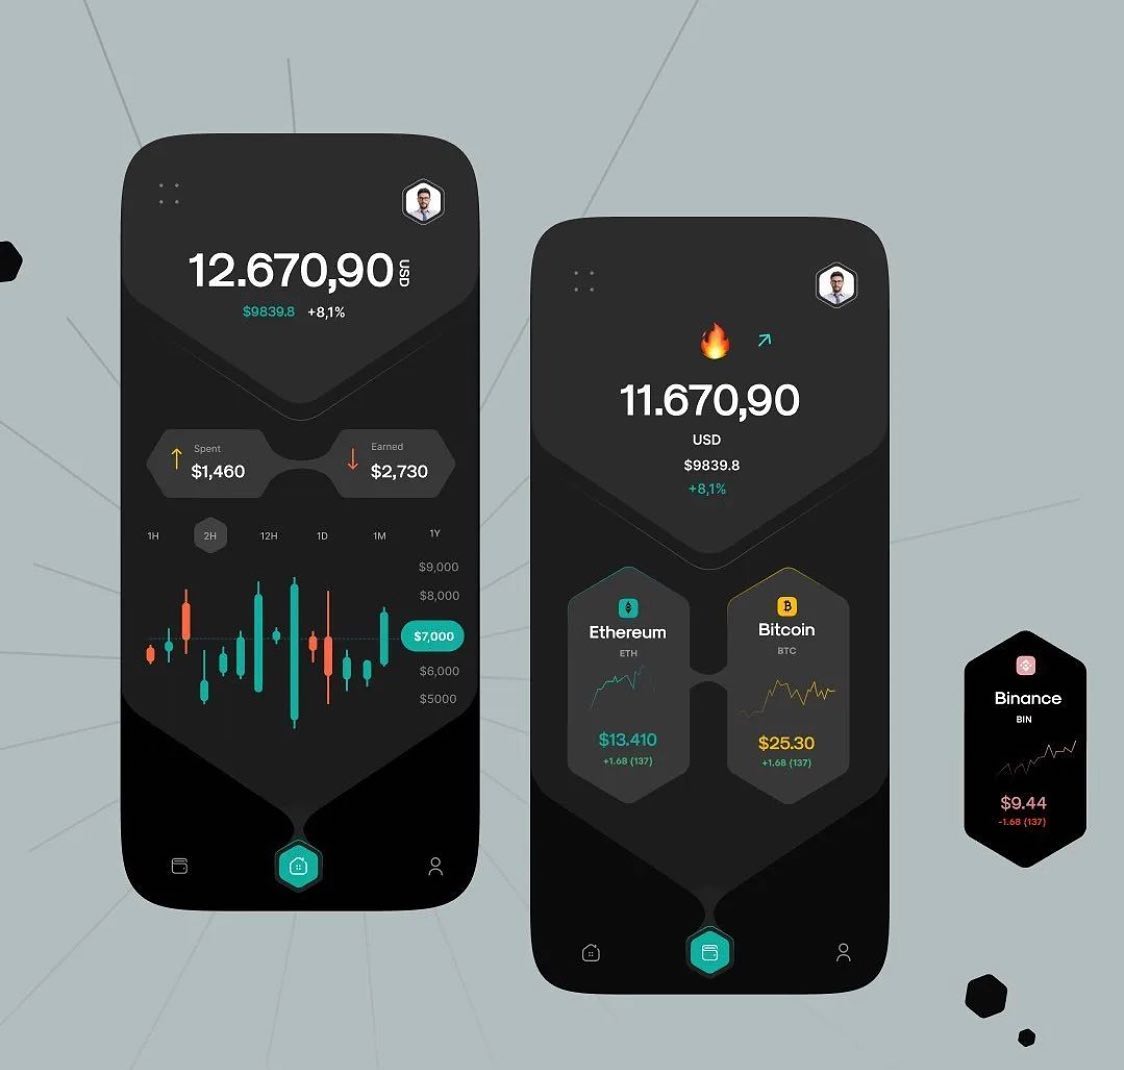 12.670,90 USD
$9839.8 +8,1%
Spent
$1,460
Earned
$2,730
1H 2H 12H 1D 1M 1Y
$9,000
$8,000
$7,000
$6,000
$5000
11.670,90
USD
$9839.8
+8,1%
Ethereum
ETH
$13.410
+1.68 (137)
Bitcoin
BTC
$25.30
+1.68 (137)
Binance
BIN
$9.44
-1.68 (137)